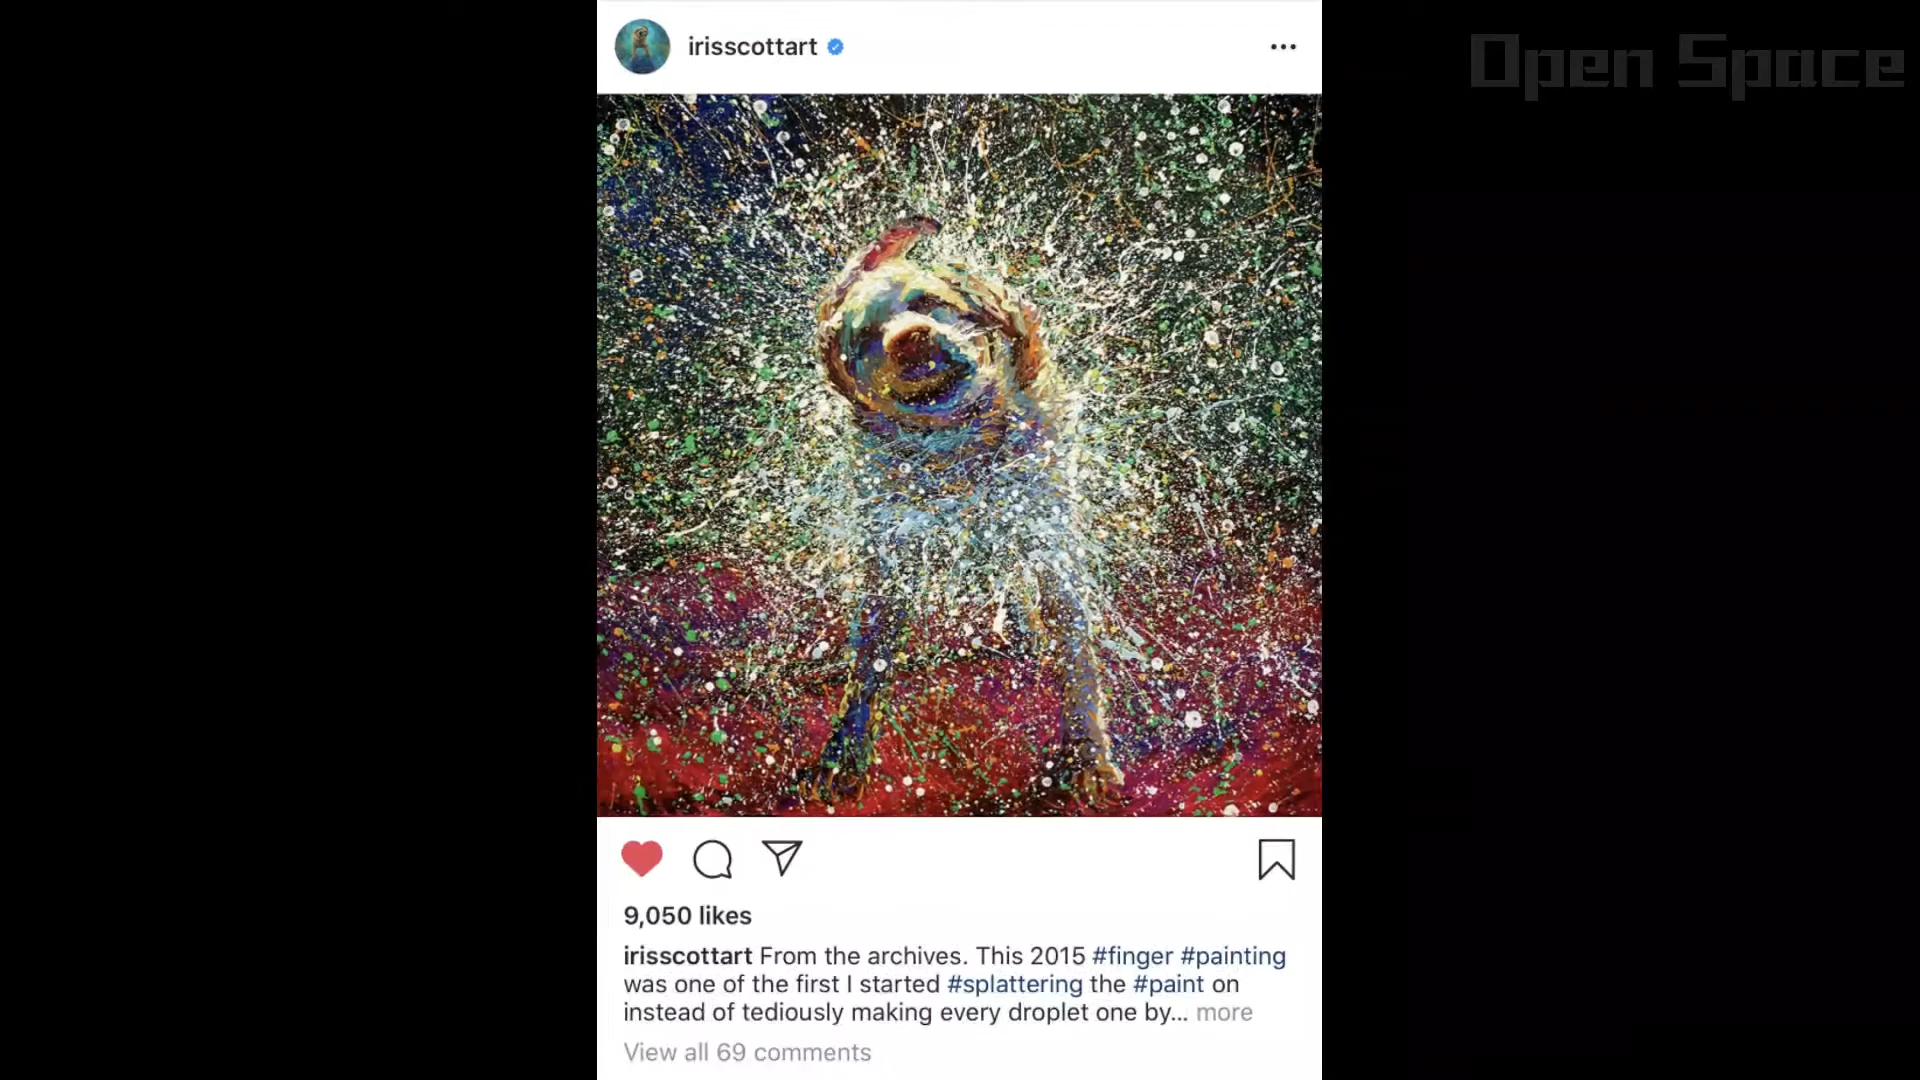 irisscottart
Open Space
9,050 likes
irisscottart From the archives. This 2015 #finger #painting
was one of the first I started #splattering the #paint on
instead of tediously making every droplet one by... more
View all 69 comments